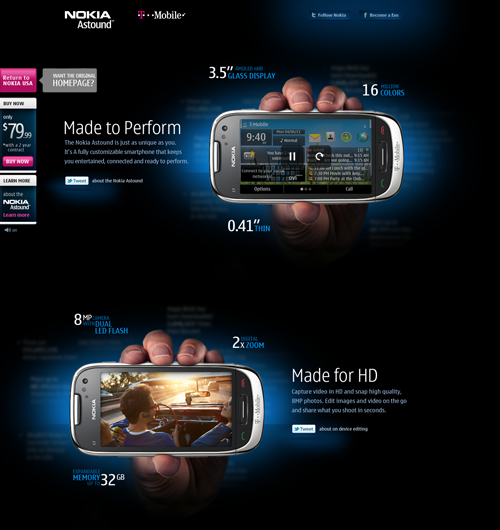 NOKIA
Astound
T··Mobile·
Follow Nokia
Become a fan
Return to
NOKIA USA
WANT THE ORIGINAL
HOMEPAGE?
BUY NOW
only
$79.99
*with a 2 year
contract
BUY NOW
LEARN MORE
about the
NOKIA
Astound
Learn more
on
3.5″
GLASS DISPLAY
16 MILLION
COLORS
Made to Perform
The Nokia Astound is just as unique as you.
It's a fully customizable smartphone that keeps
you entertained, connected and ready to perform.
Tweet
about the Nokia Astound
NOKIA
T-Mobile
9:40
Options
Call
ovi
0.41″ THIN
8MP CAMERA
WITH DUAL
LED FLASH
2X DIGITAL
ZOOM
NOKIA
Made for HD
Capture video in HD and snap high quality,
8MP photos. Edit images and video on the go
and share what you shoot in seconds.
Tweet
about on device editing
EXPANDABLE
MEMORY
UP TO
32GB